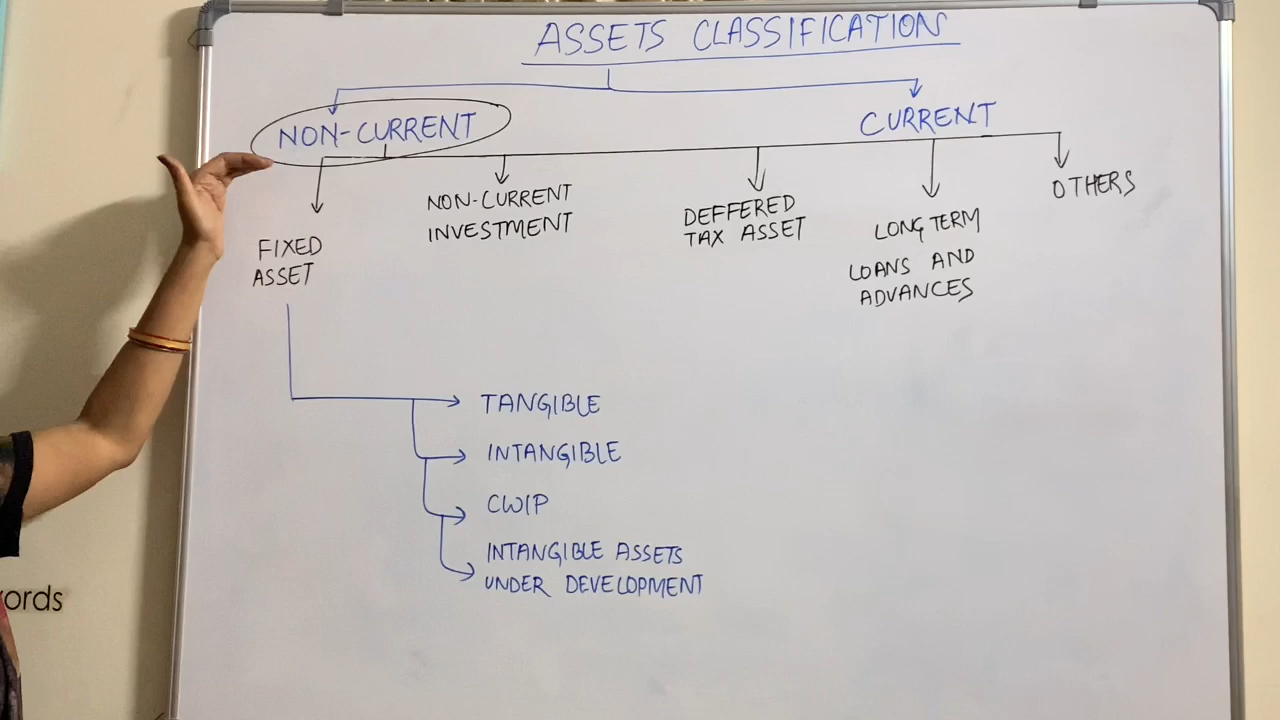 ASSETS CLASSIFICATION
NON-CURRENT
CURRENT
FIXED
ASSET
NON-CURRENT
INVESTMENT
DEFFERED
TAX ASSET
LONG TERM
LOANS AND
ADVANCES
OTHERS
TANGIBLE
INTANGIBLE
CWIP
INTANGIBLE ASSETS
UNDER DEVELOPMENT
ords